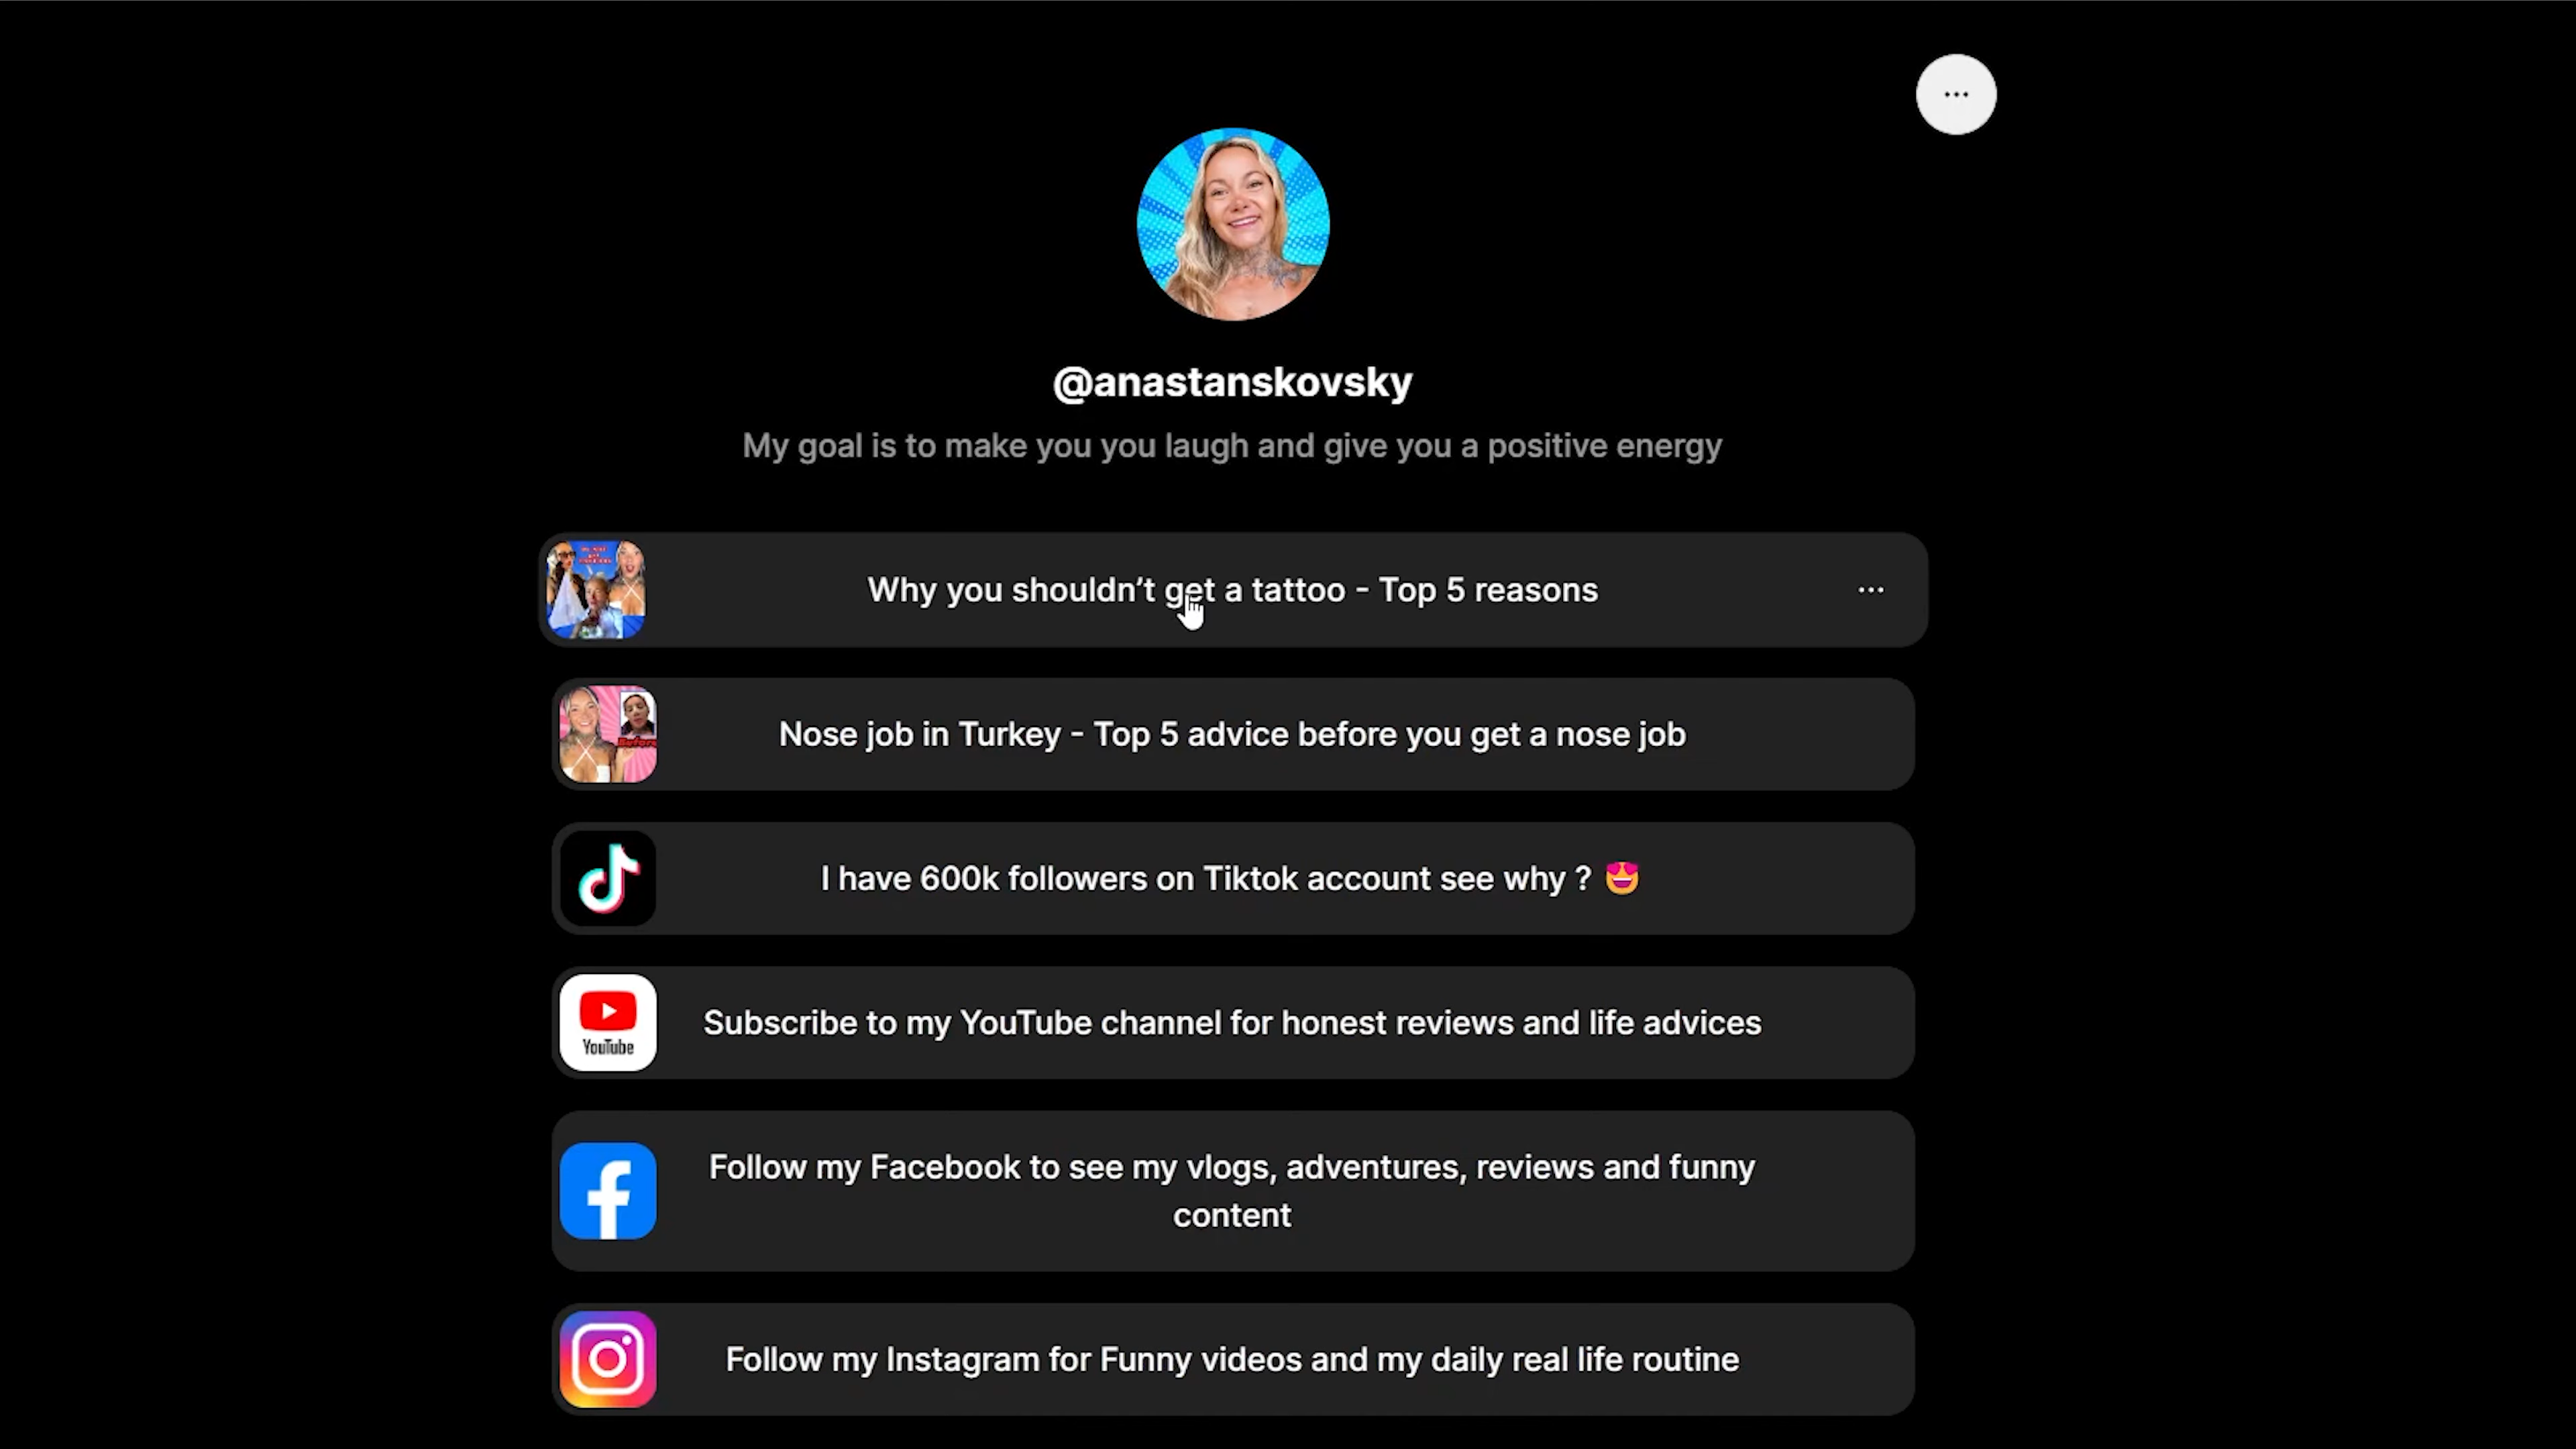 @anastanskovsky
My goal is to make you you laugh and give you a positive energy
Why you shouldn’t get a tattoo - Top 5 reasons
Nose job in Turkey - Top 5 advice before you get a nose job
Before
I have 600k followers on Tiktok account see why ? 😍
YouTube
Subscribe to my YouTube channel for honest reviews and life advices
Follow my Facebook to see my vlogs, adventures, reviews and funny
content
Follow my Instagram for Funny videos and my daily real life routine